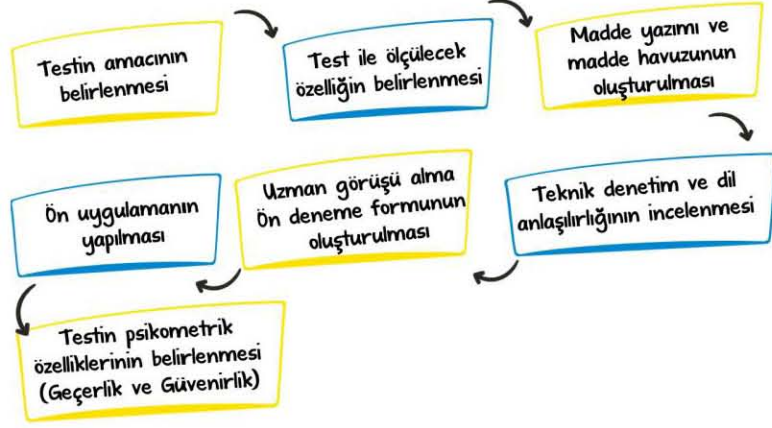 Testin amacının
belirlenmesi
Test ile ölçülecek
özelliğin belirlenmesi
Madde yazımı ve
madde havuzunun
oluşturulması
Teknik denetim ve dil
anlaşılırlığının incelenmesi
Uzman görüşü alma
Ön deneme formunun
oluşturulması
Ön uygulamanın
yapılması
Testin psikometrik
özelliklerinin belirlenmesi
(Geçerlik ve Güvenirlik)